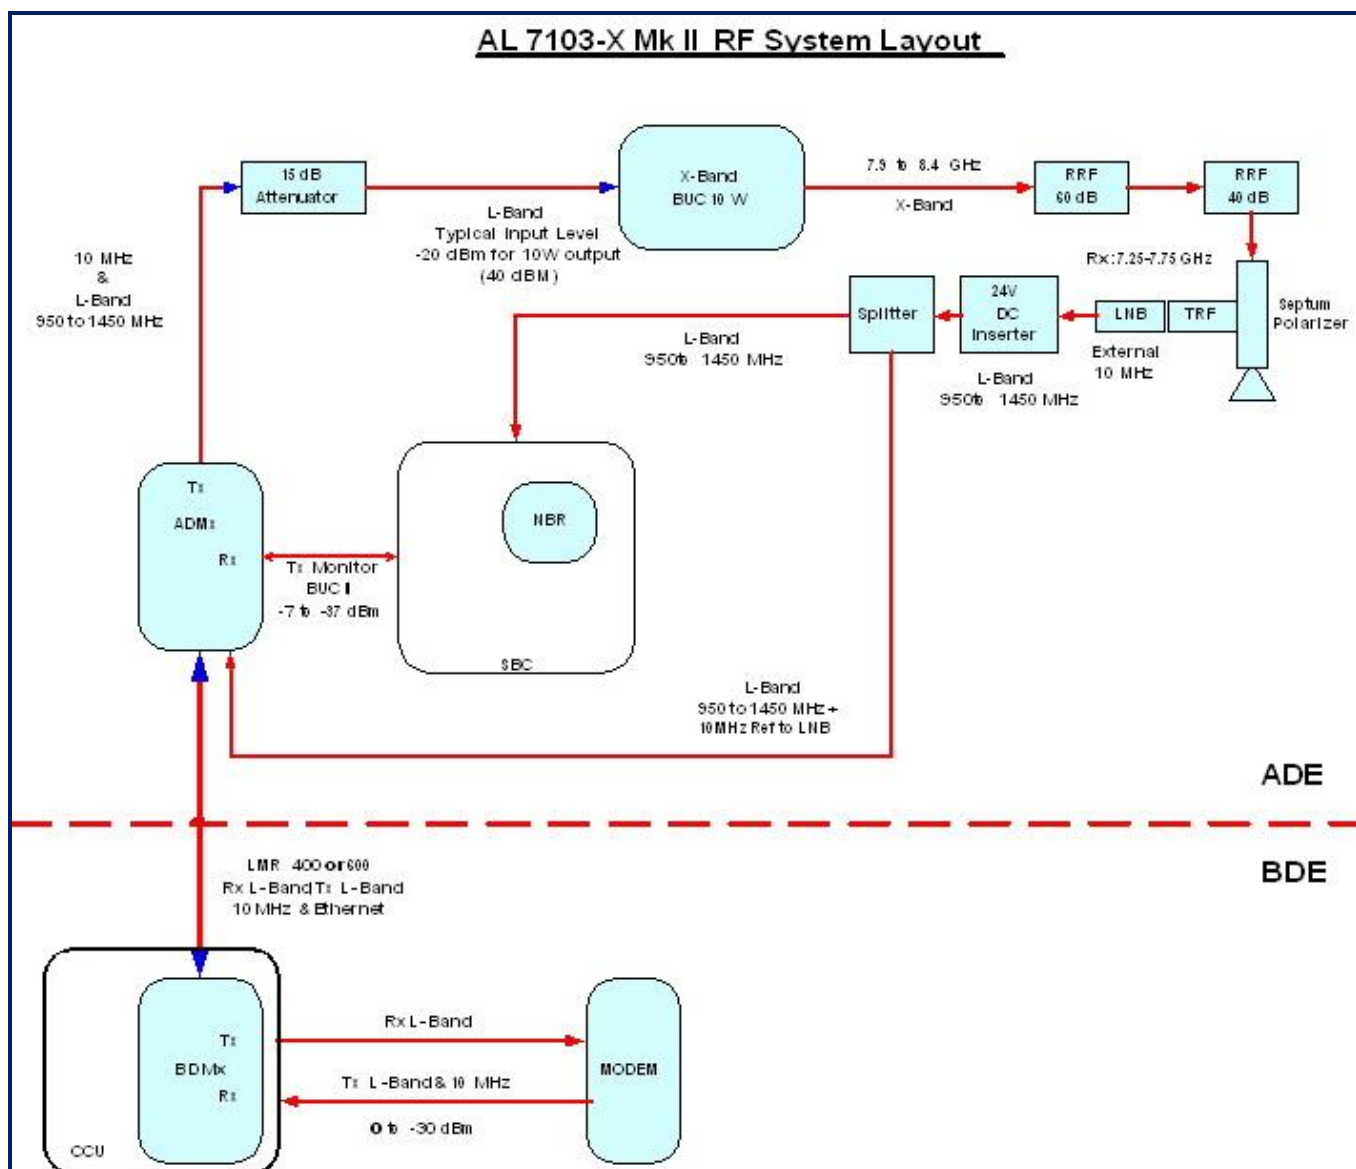 AL 7103-X Mk II RF System Layout
15 dB
Attenuator
X-Band
BUC 10 W
7.9 to 8.4 GHz
X-Band
RRF
60 dB
RRF
40 dB
L-Band
Typical Input Level
-20 dBm for 10W output
(40 dBM)
10 MHz
&
L-Band
950 to 1450 MHz
Rx:7.25-7.75 GHz
Splitter
24V
DC
Inserter
LNB
TRF
Septum
Polarizer
External
10 MHz
L-Band
950 to 1450 MHz
L-Band
950 to 1450 MHz
Tx
ADMx
Rx
Tx Monitor
BUC II
-7 to -37 dBm
NBR
SBC
L-Band
950 to 1450 MHz +
10MHz Ref to LNB
ADE
BDE
LMR 400 or 600
Rx L-Band Tx L-Band
10 MHz & Ethernet
Tx
BDMx
Rx
CCU
Rx L-Band
Tx L-Band & 10 MHz
0 to -30 dBm
MODEM